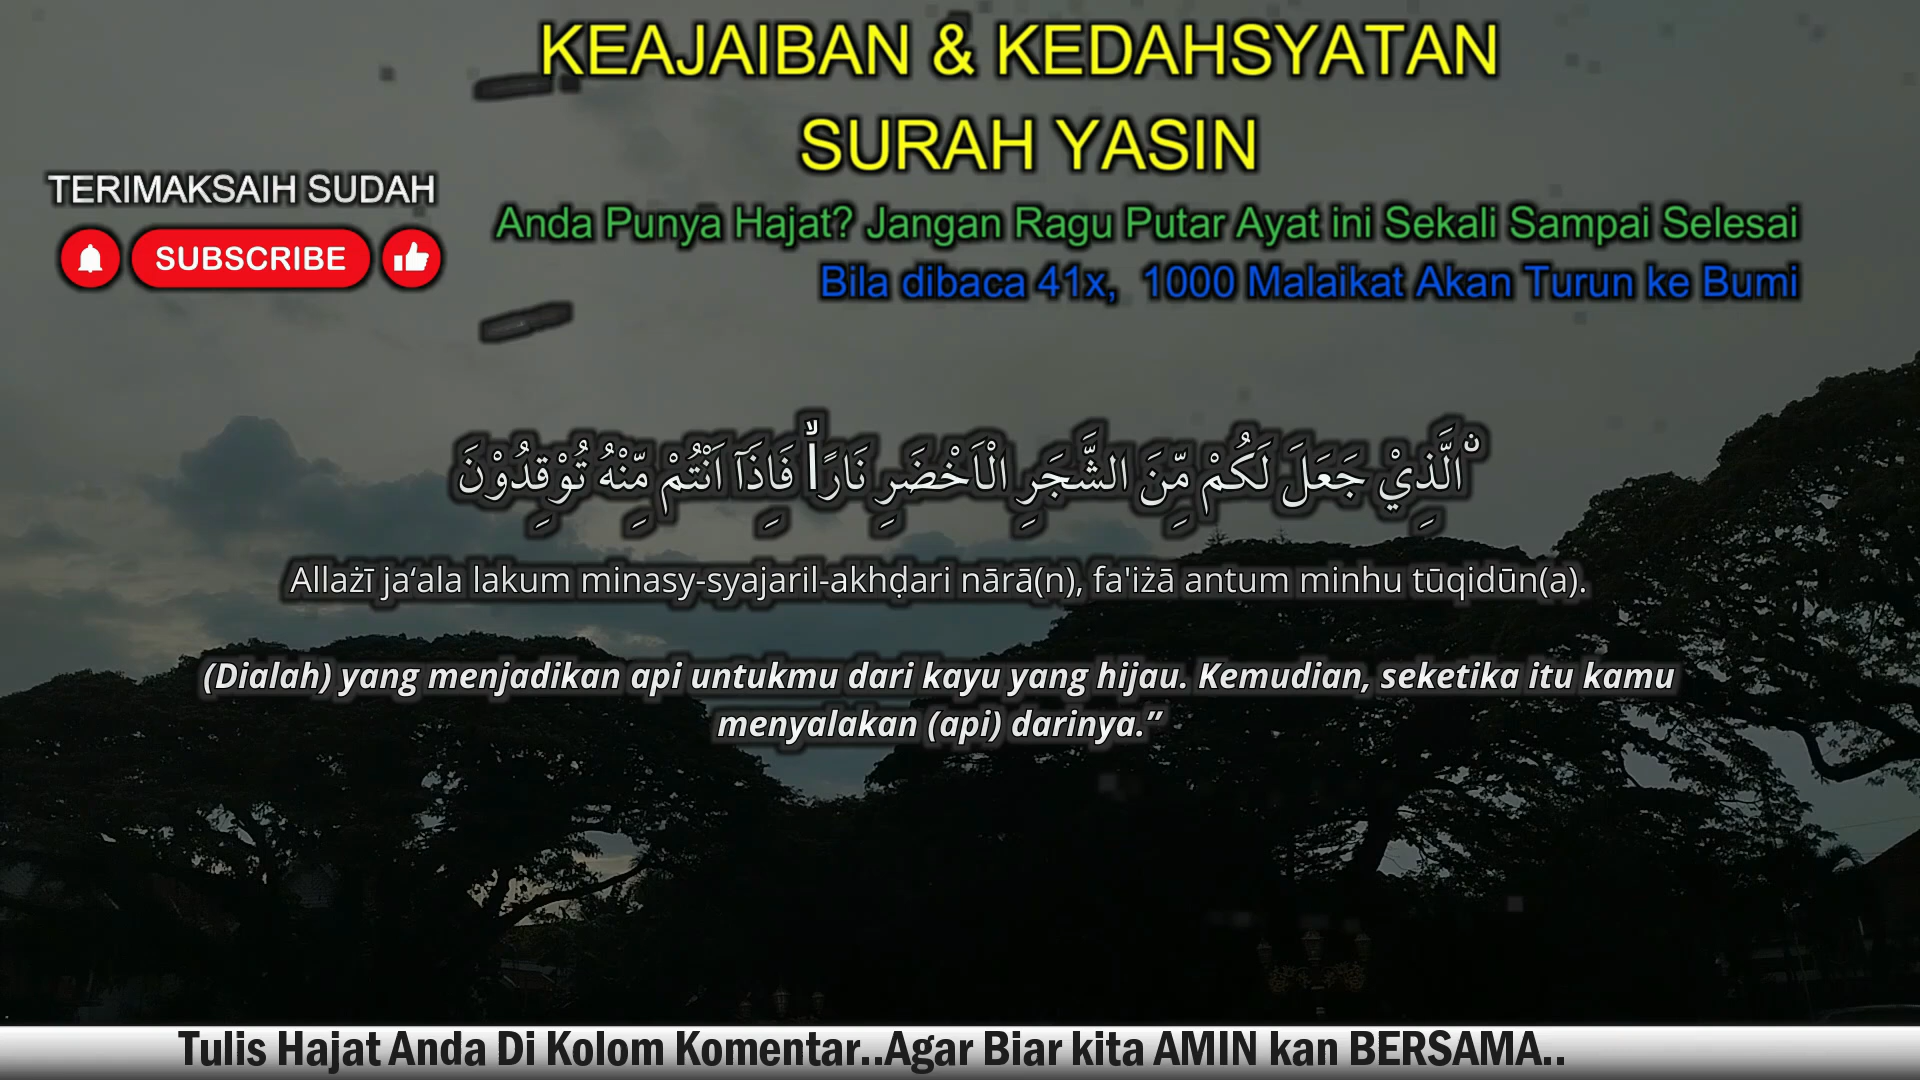 KEAJAIBAN & KEDAHSYATAN
SURAH YASIN
TERIMAKSAIH SUDAH
SUBSCRIBE
Anda Punya Hajat? Jangan Ragu Putar Ayat ini Sekali Sampai Selesai
Bila dibaca 41x, 1000 Malaikat Akan Turun ke Bumi
ۨالَّذِيْ جَعَلَ لَكُمْ مِّنَ الشَّجَرِ الْاَخْضَرِ نَارًاۙ فَاِذَآ اَنْتُمْ مِّنْهُ تُوْقِدُوْنَ
Allażī ja‘ala lakum minasy-syajaril-akhḍari nārā(n), fa'iżā antum minhu tūqidūn(a).
(Dialah) yang menjadikan api untukmu dari kayu yang hijau. Kemudian, seketika itu kamu
menyalakan (api) darinya.”
Tulis Hajat Anda Di Kolom Komentar..Agar Biar kita AMIN kan BERSAMA..